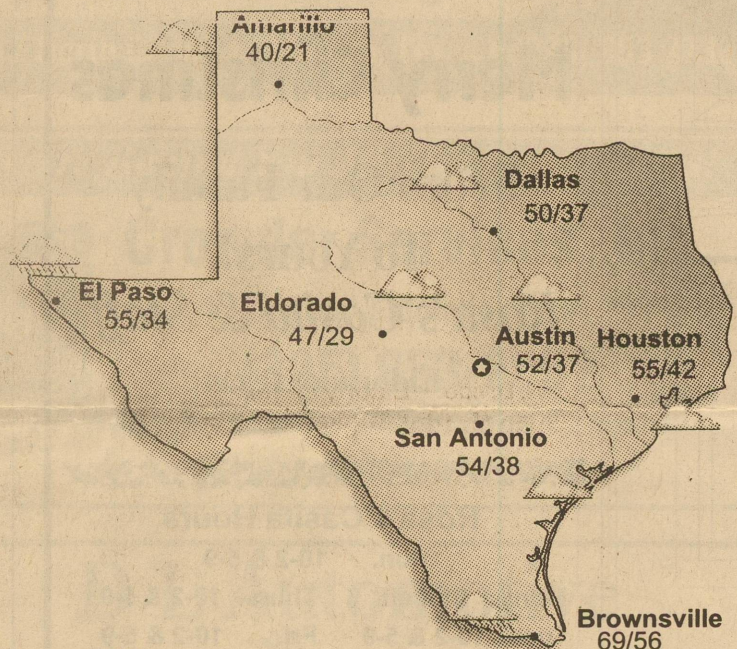 Amarillo
40/21
Dallas
50/37
El Paso
55/34
Eldorado
47/29
Austin
52/37
Houston
55/42
San Antonio
54/38
Brownsville
69/56